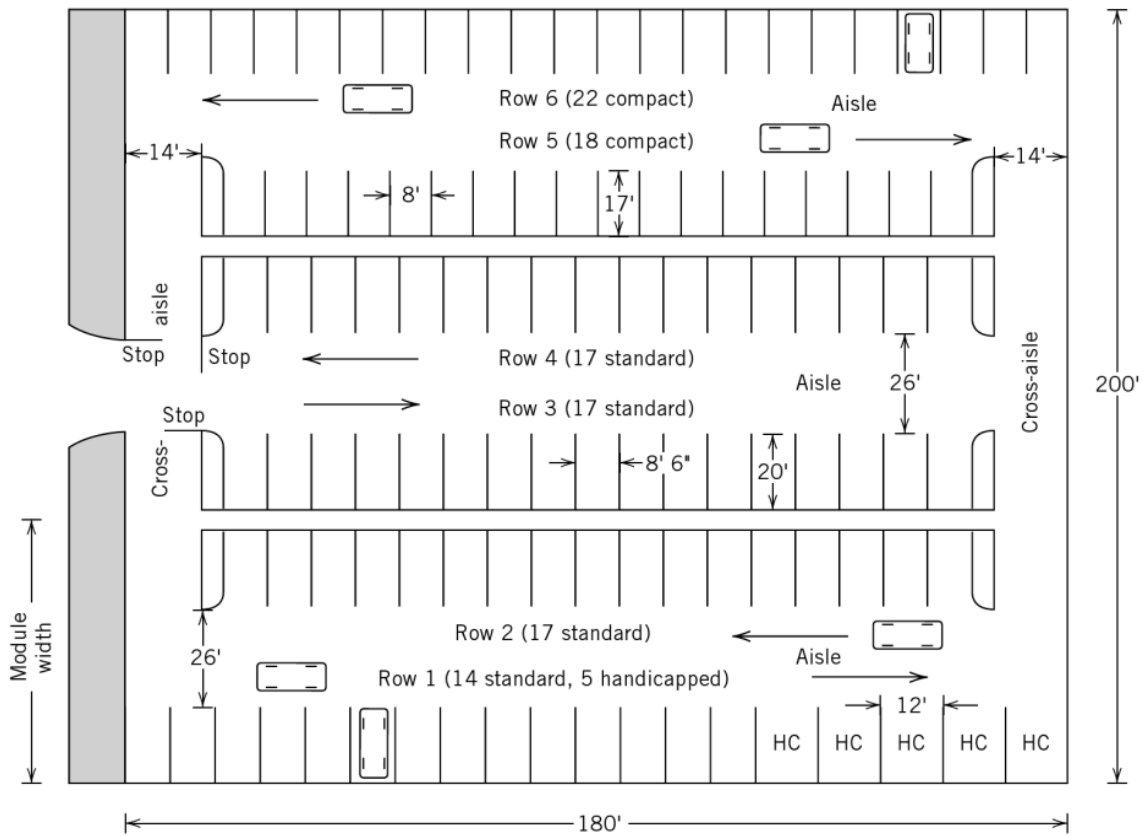 Row 6 (22 compact)
Aisle
Row 5 (18 compact)
14'
14'
8'
17'
aisle
Stop
Stop
Row 4 (17 standard)
Aisle
26'
Cross-aisle
200'
Stop
Row 3 (17 standard)
Cross-
8' 6"
20'
Module
width
26'
Row 2 (17 standard)
Aisle
Row 1 (14 standard, 5 handicapped)
12'
HC
HC
HC
HC
HC
180'